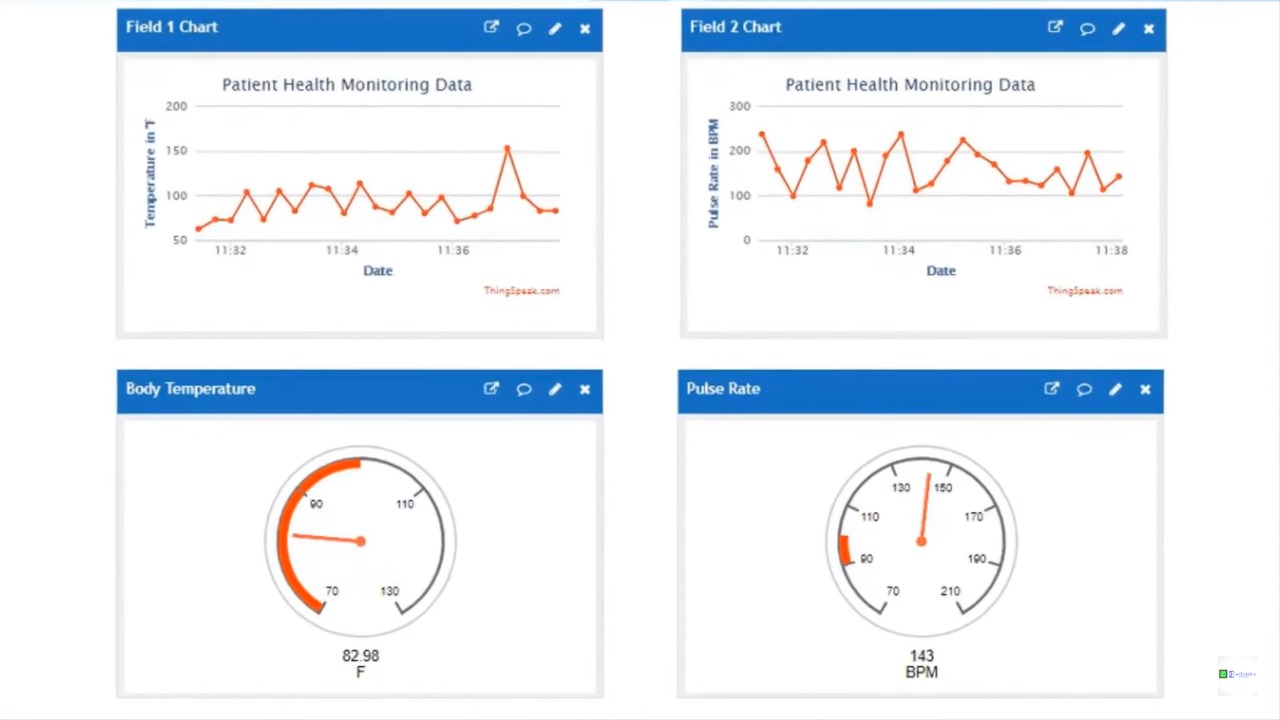 Field 1 Chart
Patient Health Monitoring Data
Temperature in °F
200
150
100
50
11:32
11:34
11:36
Date
ThingSpeak.com
Field 2 Chart
Patient Health Monitoring Data
Pulse Rate in BPM
300
200
100
0
11:32
11:34
11:36
11:38
Date
ThingSpeak.com
Body Temperature
90
110
70
130
82.98
F
Pulse Rate
130
150
110
170
90
190
70
210
143
BPM